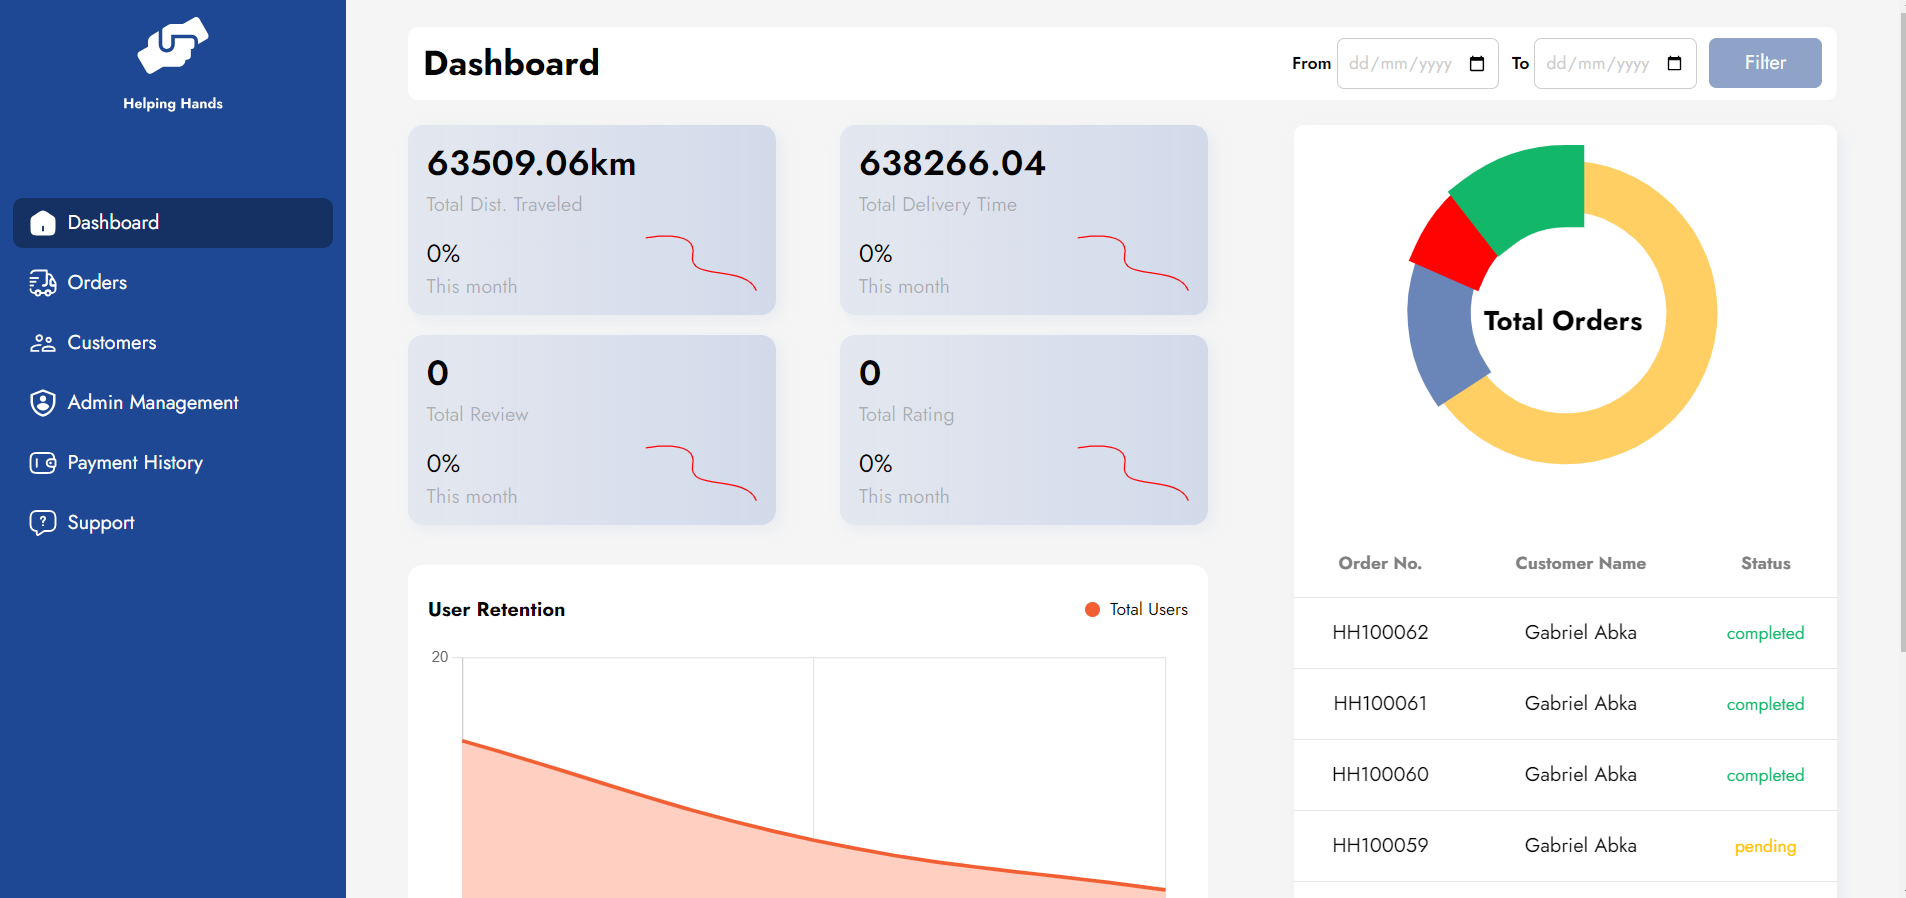 Helping Hands
Dashboard
Orders
Customers
Admin Management
Payment History
Support
Dashboard
From dd/mm/yyyy To dd/mm/yyyy Filter
63509.06km
Total Dist. Traveled
0%
This month
638266.04
Total Delivery Time
0%
This month
0
Total Review
0%
This month
0
Total Rating
0%
This month
User Retention
Total Users
20
Total Orders
Order No. Customer Name Status
HH100062 Gabriel Abka completed
HH100061 Gabriel Abka completed
HH100060 Gabriel Abka completed
HH100059 Gabriel Abka pending